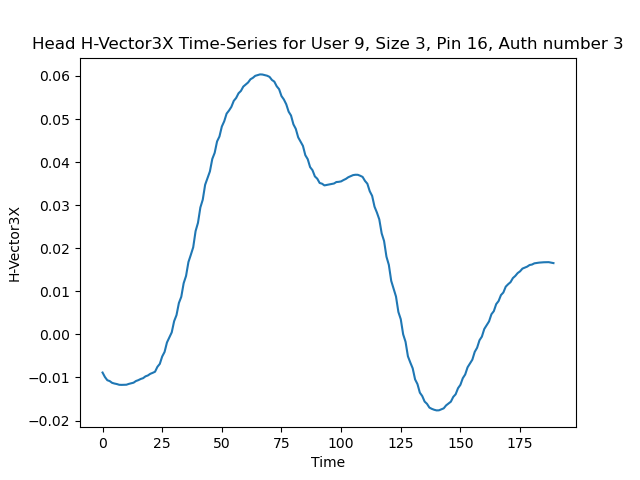 Head H-Vector3X Time-Series for User 9, Size 3, Pin 16, Auth number 3
0.06
0.05
0.04
0.03
0.02
0.01
0.00
−0.01
−0.02
H-Vector3X
0 25 50 75 100 125 150 175
Time